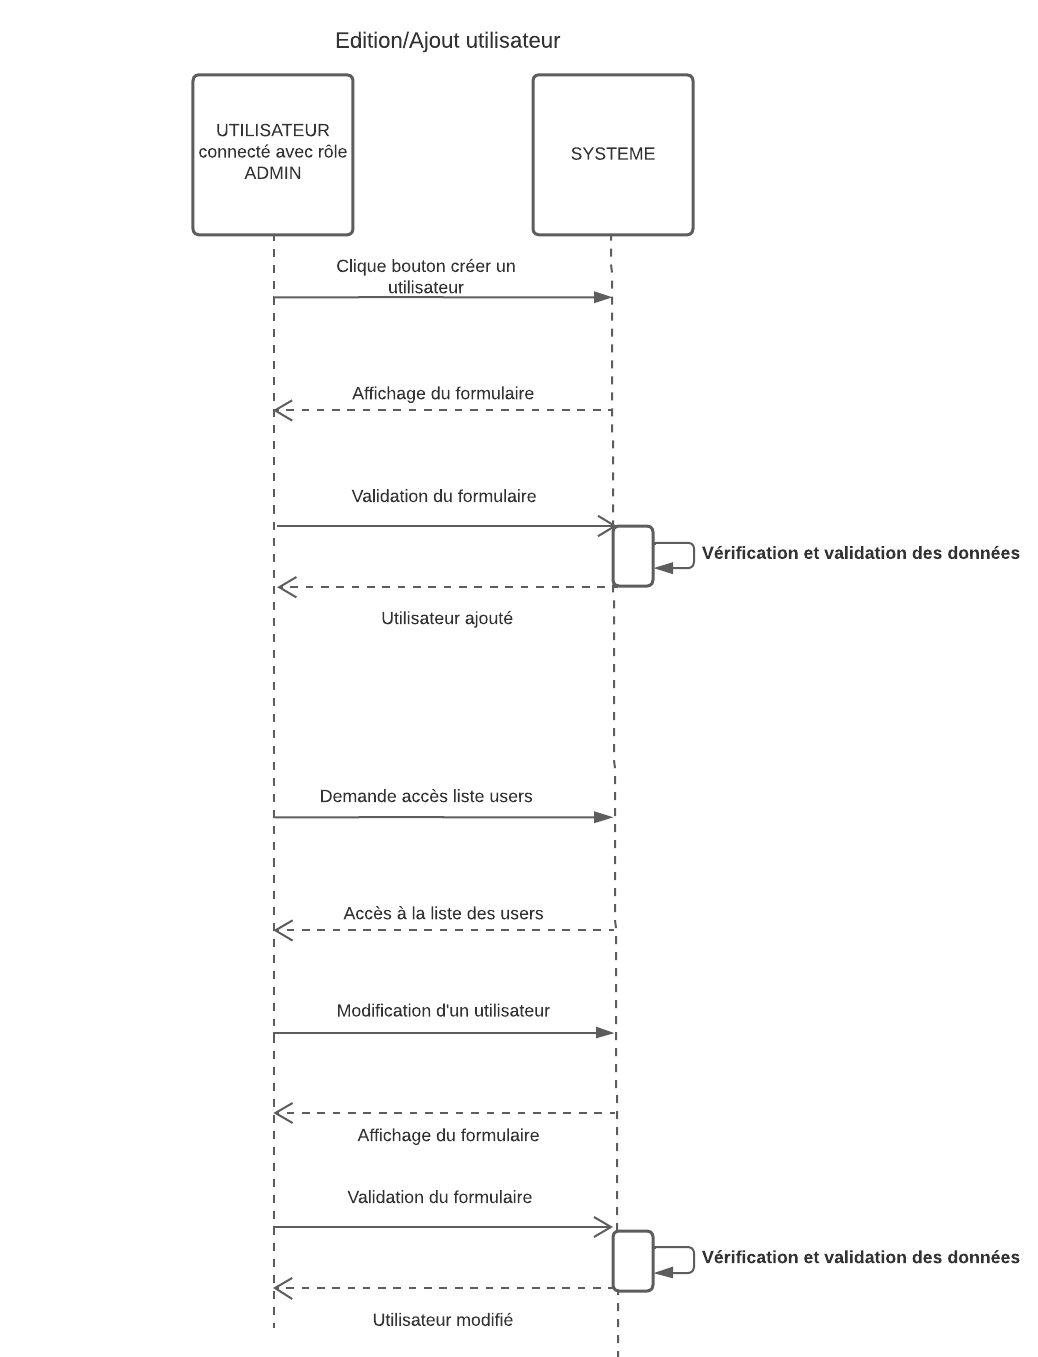 Edition/Ajout utilisateur
UTILISATEUR
connecté avec rôle
ADMIN
SYSTEME
Clique bouton créer un
utilisateur
Affichage du formulaire
Validation du formulaire
Vérification et validation des données
Utilisateur ajouté
Demande accès liste users
Accès à la liste des users
Modification d'un utilisateur
Affichage du formulaire
Validation du formulaire
Vérification et validation des données
Utilisateur modifié